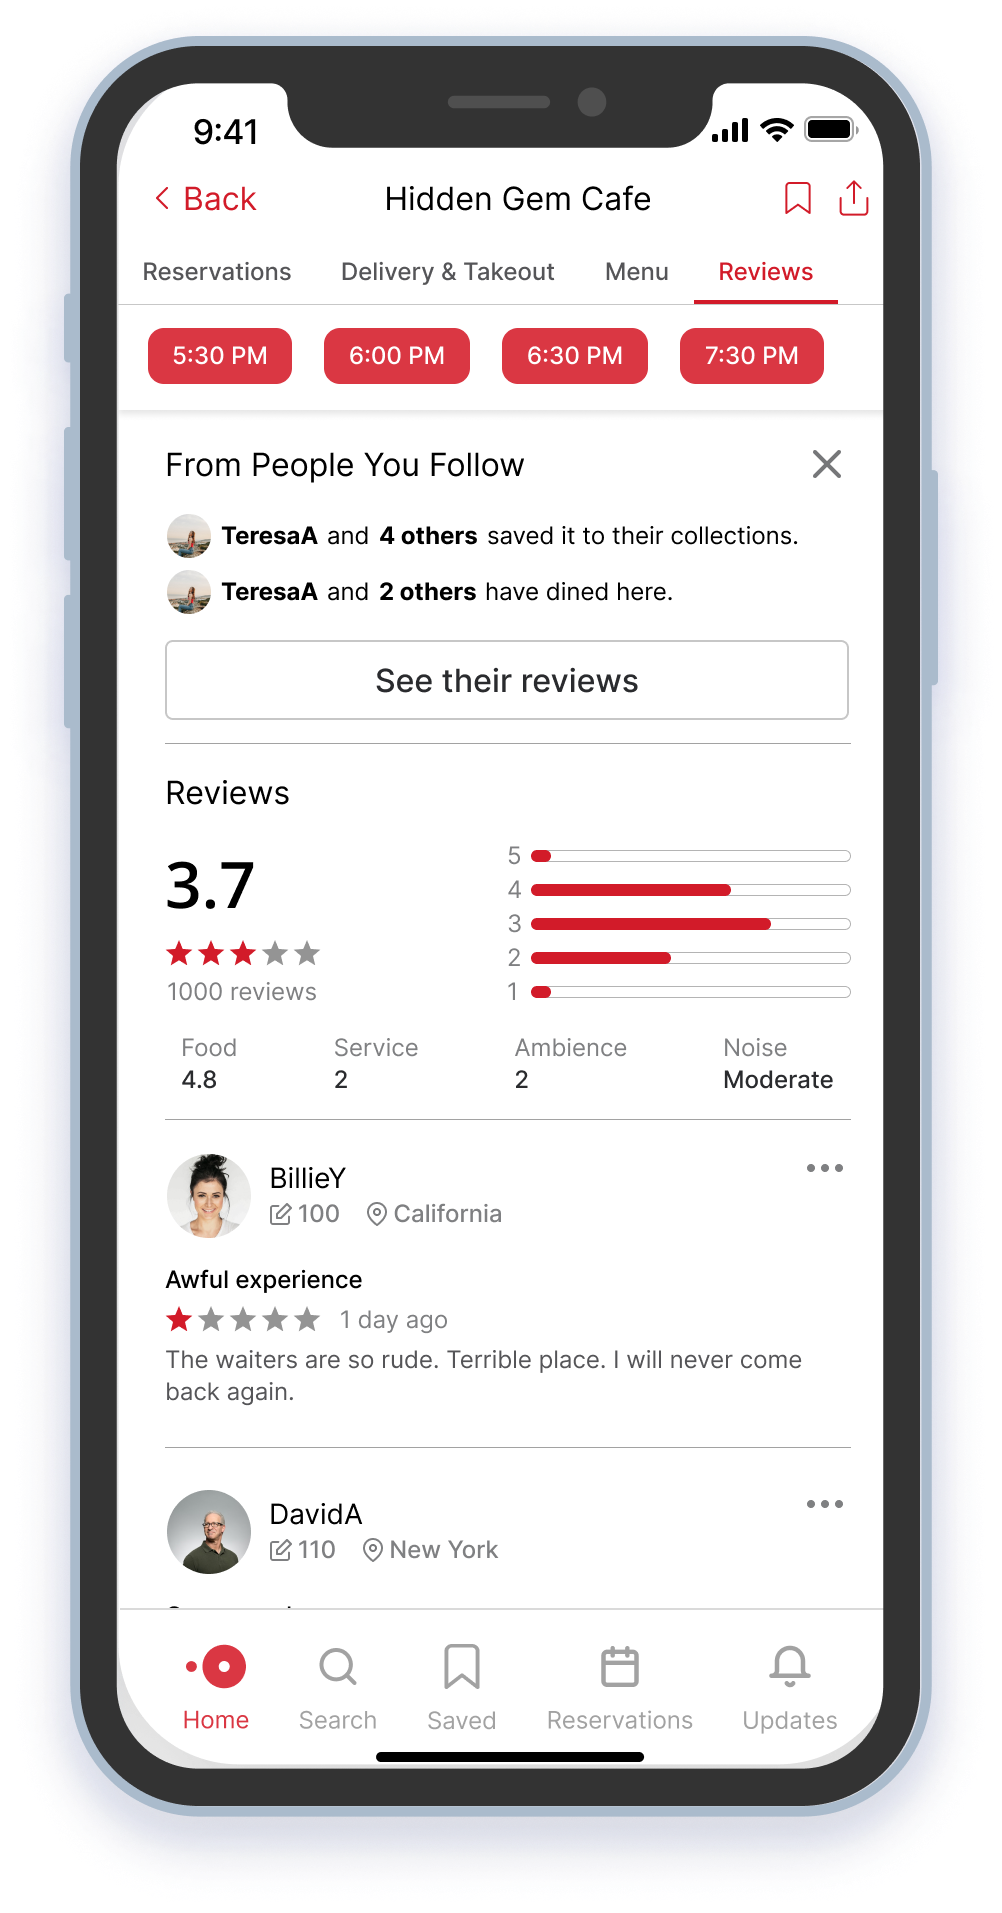 9:41
Back
Hidden Gem Cafe
Reservations Delivery & Takeout Menu Reviews
5:30 PM 6:00 PM 6:30 PM 7:30 PM
From People You Follow
TeresaA and 4 others saved it to their collections.
TeresaA and 2 others have dined here.
See their reviews
Reviews
3.7
1000 reviews
5
4
3
2
1
Food Service Ambience Noise
4.8 2 2 Moderate
BillieY
100 California
Awful experience
1 day ago
The waiters are so rude. Terrible place. I will never come
back again.
DavidA
110 New York
Home Search Saved Reservations Updates